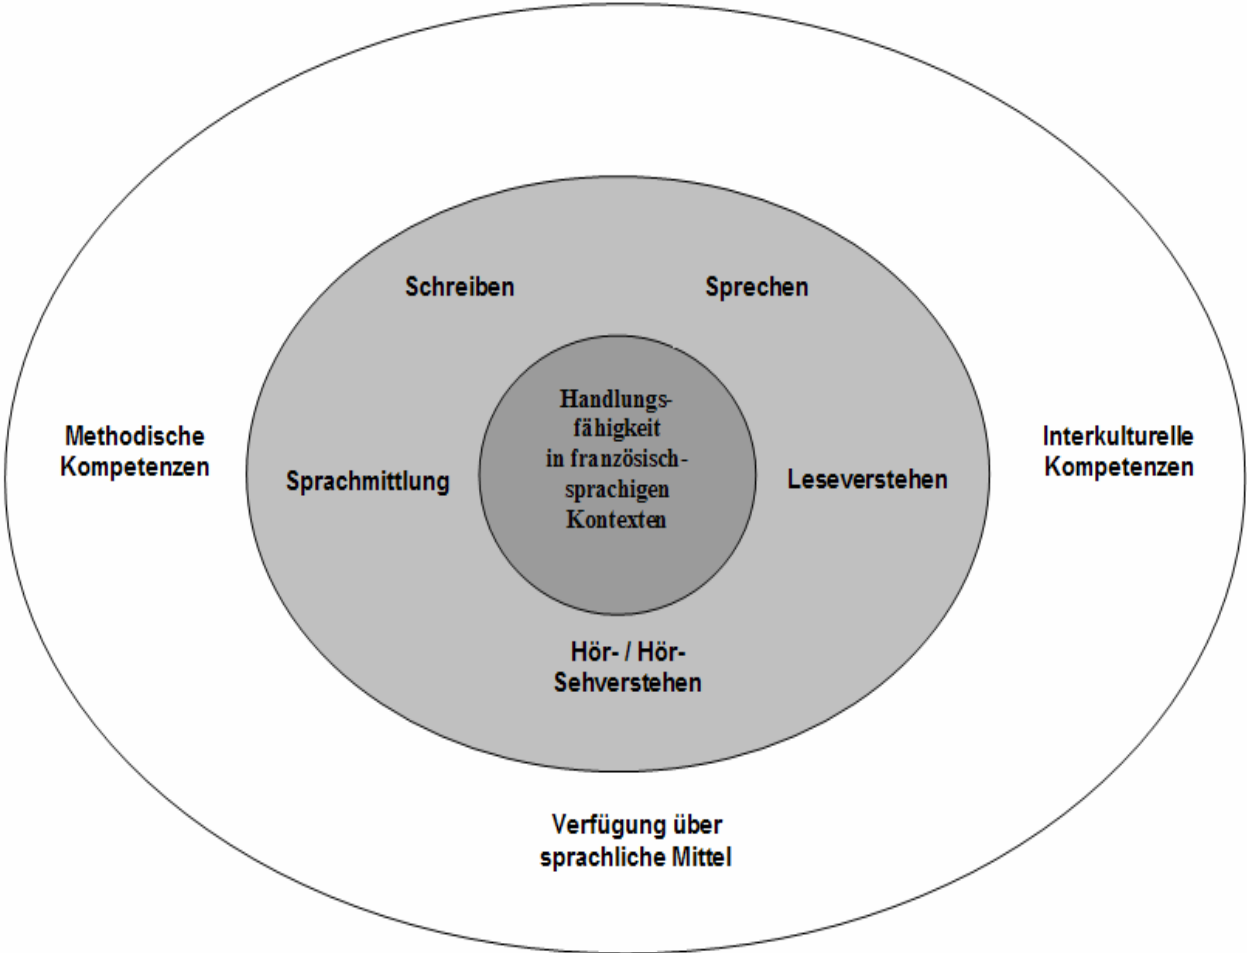 Schreiben
Sprechen
Handlungs-
fähigkeit
in französisch-
sprachigen
Kontexten
Methodische
Kompetenzen
Interkulturelle
Kompetenzen
Sprachmittlung
Leseverstehen
Hör- / Hör-
Sehverstehen
Verfügung über
sprachliche Mittel